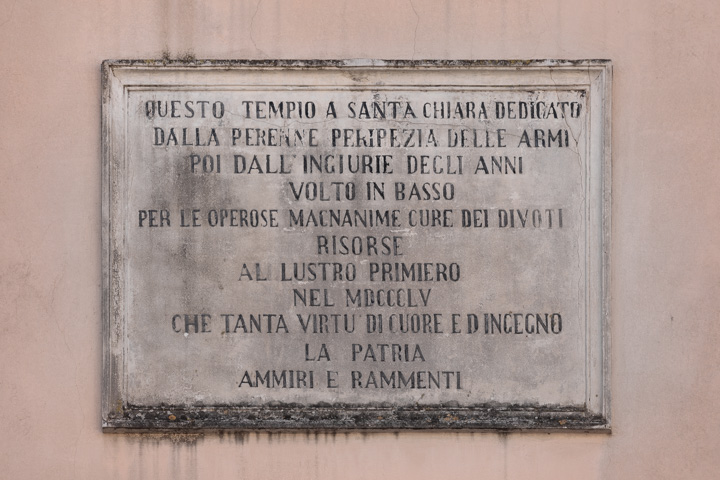 QUESTO TEMPIO A SANTA CHIARA DEDICATO
DALLA PERENNE PERIPEZIA DELLE ARMI
POI DALL'INGIURIE DEGLI ANNI
VOLTO IN BASSO
PER LE OPEROSE MAGNANIME CURE DEI DIVOTI
RISORSE
AL LUSTRO PRIMIERO
NEL MDCCCLV
CHE TANTA VIRTU' DI CUORE E D'INGEGNO
LA PATRIA
AMMIRI E RAMMENTI